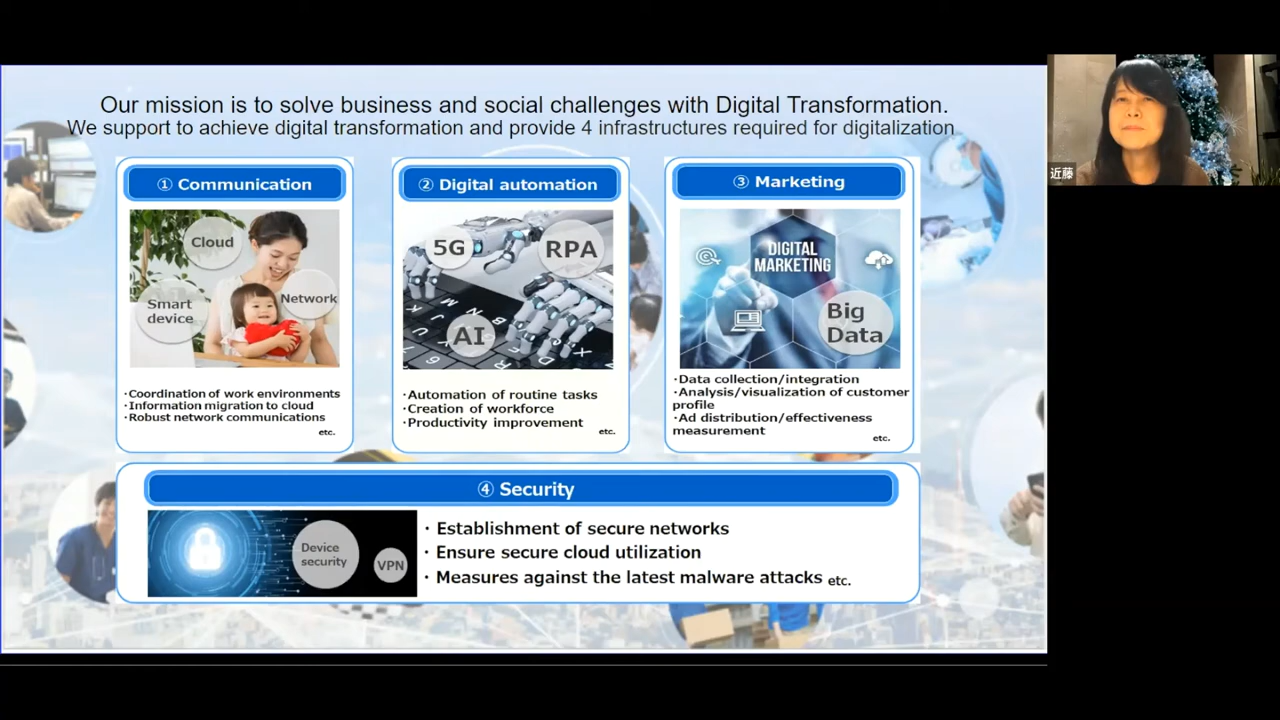 Our mission is to solve business and social challenges with Digital Transformation.
We support to achieve digital transformation and provide 4 infrastructures required for digitalization
近藤
① Communication
Cloud
Smart
device
Network
・Coordination of work environments
・Information migration to cloud
・Robust network communications
etc.
② Digital automation
5G
RPA
AI
・Automation of routine tasks
・Creation of workforce
・Productivity improvement
etc.
③ Marketing
DIGITAL
MARKETING
Big
Data
・Data collection/integration
・Analysis/visualization of customer
profile
・Ad distribution/effectiveness
measurement
etc.
④ Security
Device
security
VPN
・Establishment of secure networks
・Ensure secure cloud utilization
・Measures against the latest malware attacks etc.